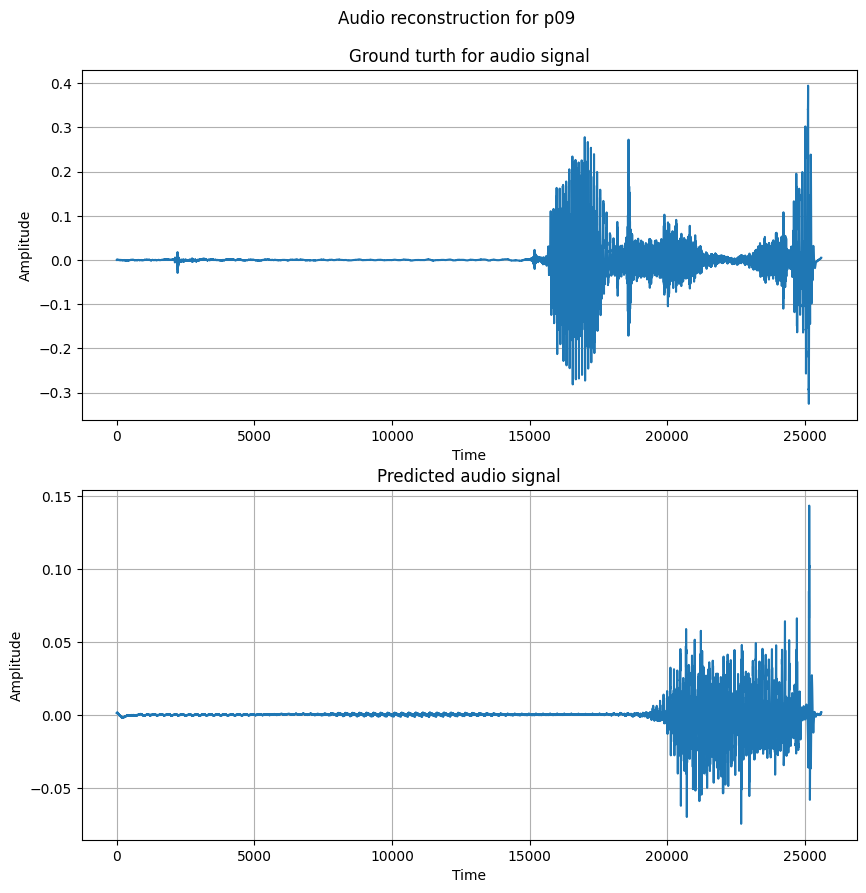 Audio reconstruction for p09
Ground turth for audio signal
0.4
0.3
0.2
0.1
0.0
−0.1
−0.2
−0.3
Amplitude
0 5000 10000 15000 20000 25000
Time
Predicted audio signal
0.15
0.10
0.05
0.00
−0.05
Amplitude
0 5000 10000 15000 20000 25000
Time